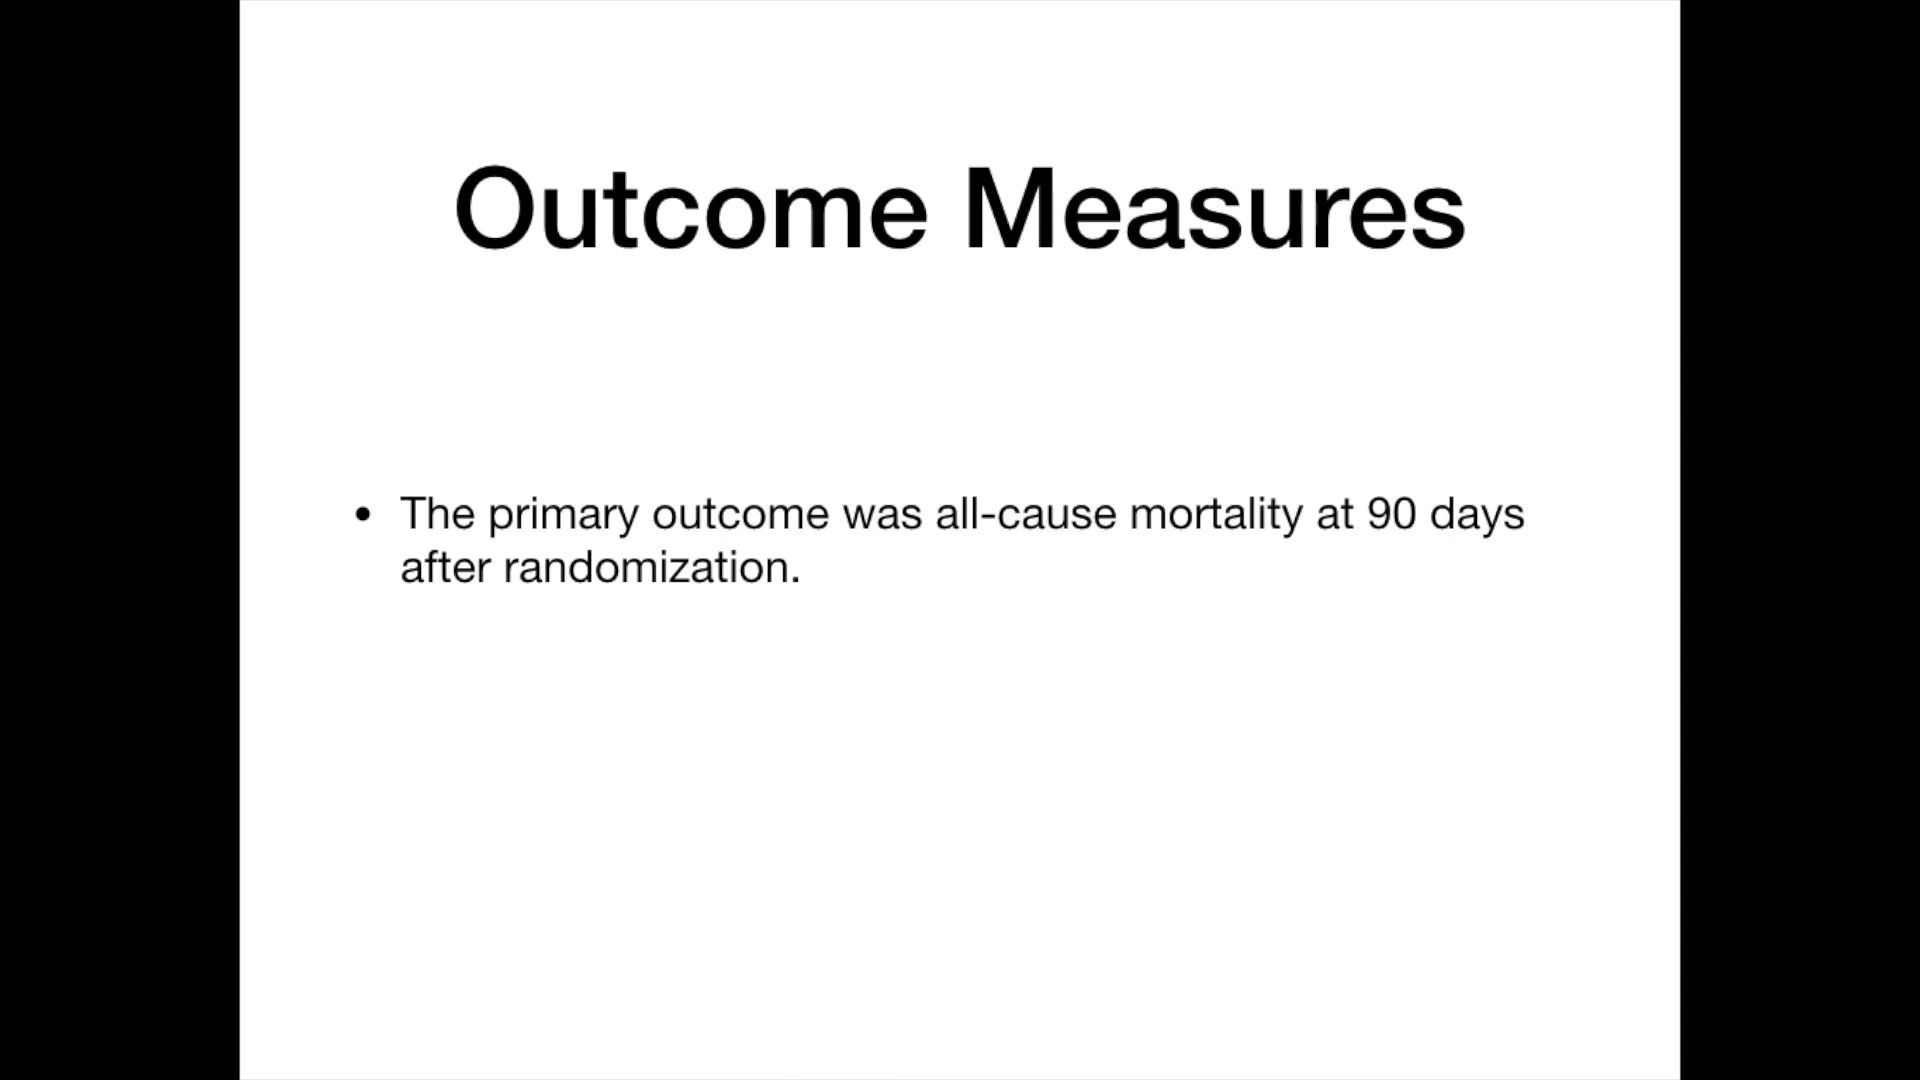 Outcome Measures
• The primary outcome was all-cause mortality at 90 days
after randomization.